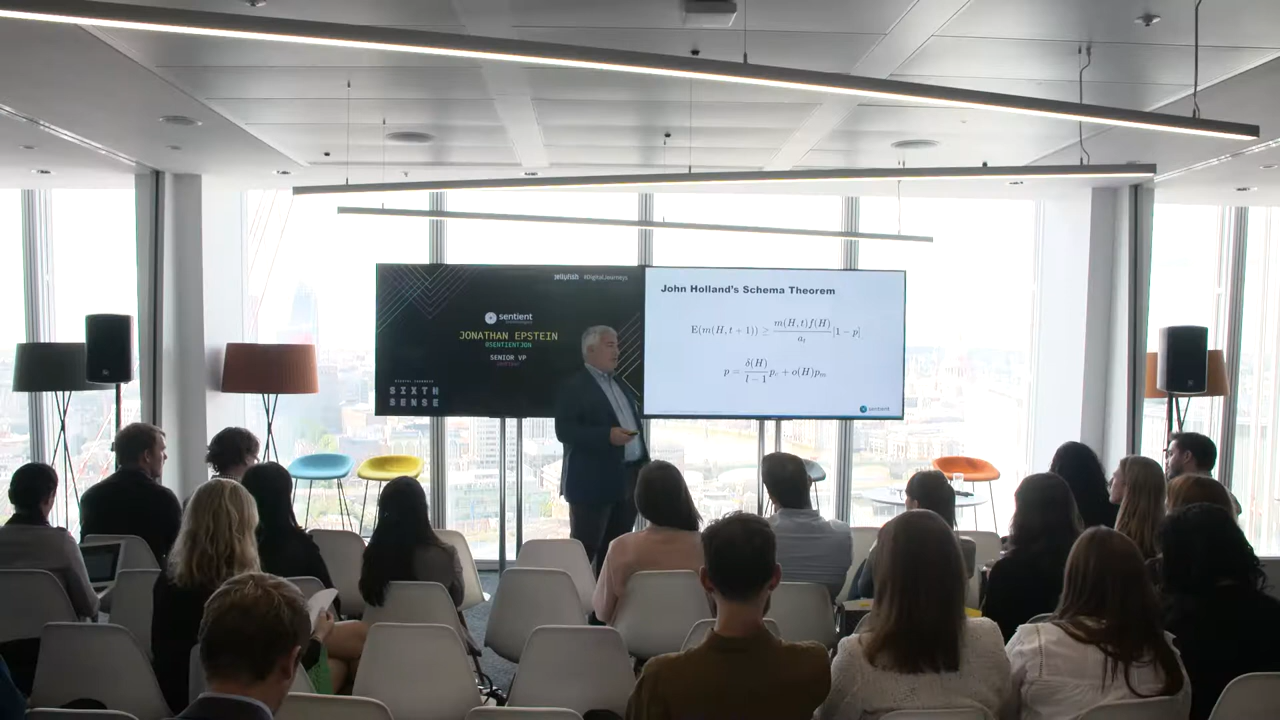 jellyfish #DigitalJourneys
sentient
JONATHAN EPSTEIN
@SENTIENTJON
SENIOR VP
SIXTH
SENSE
John Holland's Schema Theorem
E(m(H, t + 1)) ≥ m(H, t)f(H) / a_t [1 − p]
p = δ(H) / (l − 1) p_c + o(H)p_m
sentient